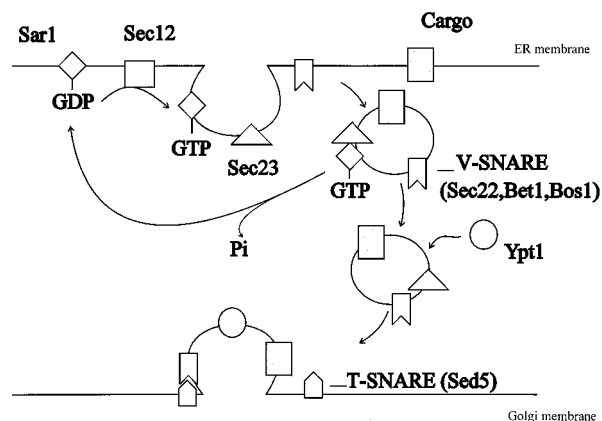 Sar1
Sec12
Cargo
ER membrane
GDP
GTP
Sec23
GTP
V-SNARE
(Sec22,Bet1,Bos1)
Pi
Ypt1
T-SNARE (Sed5)
Golgi membrane